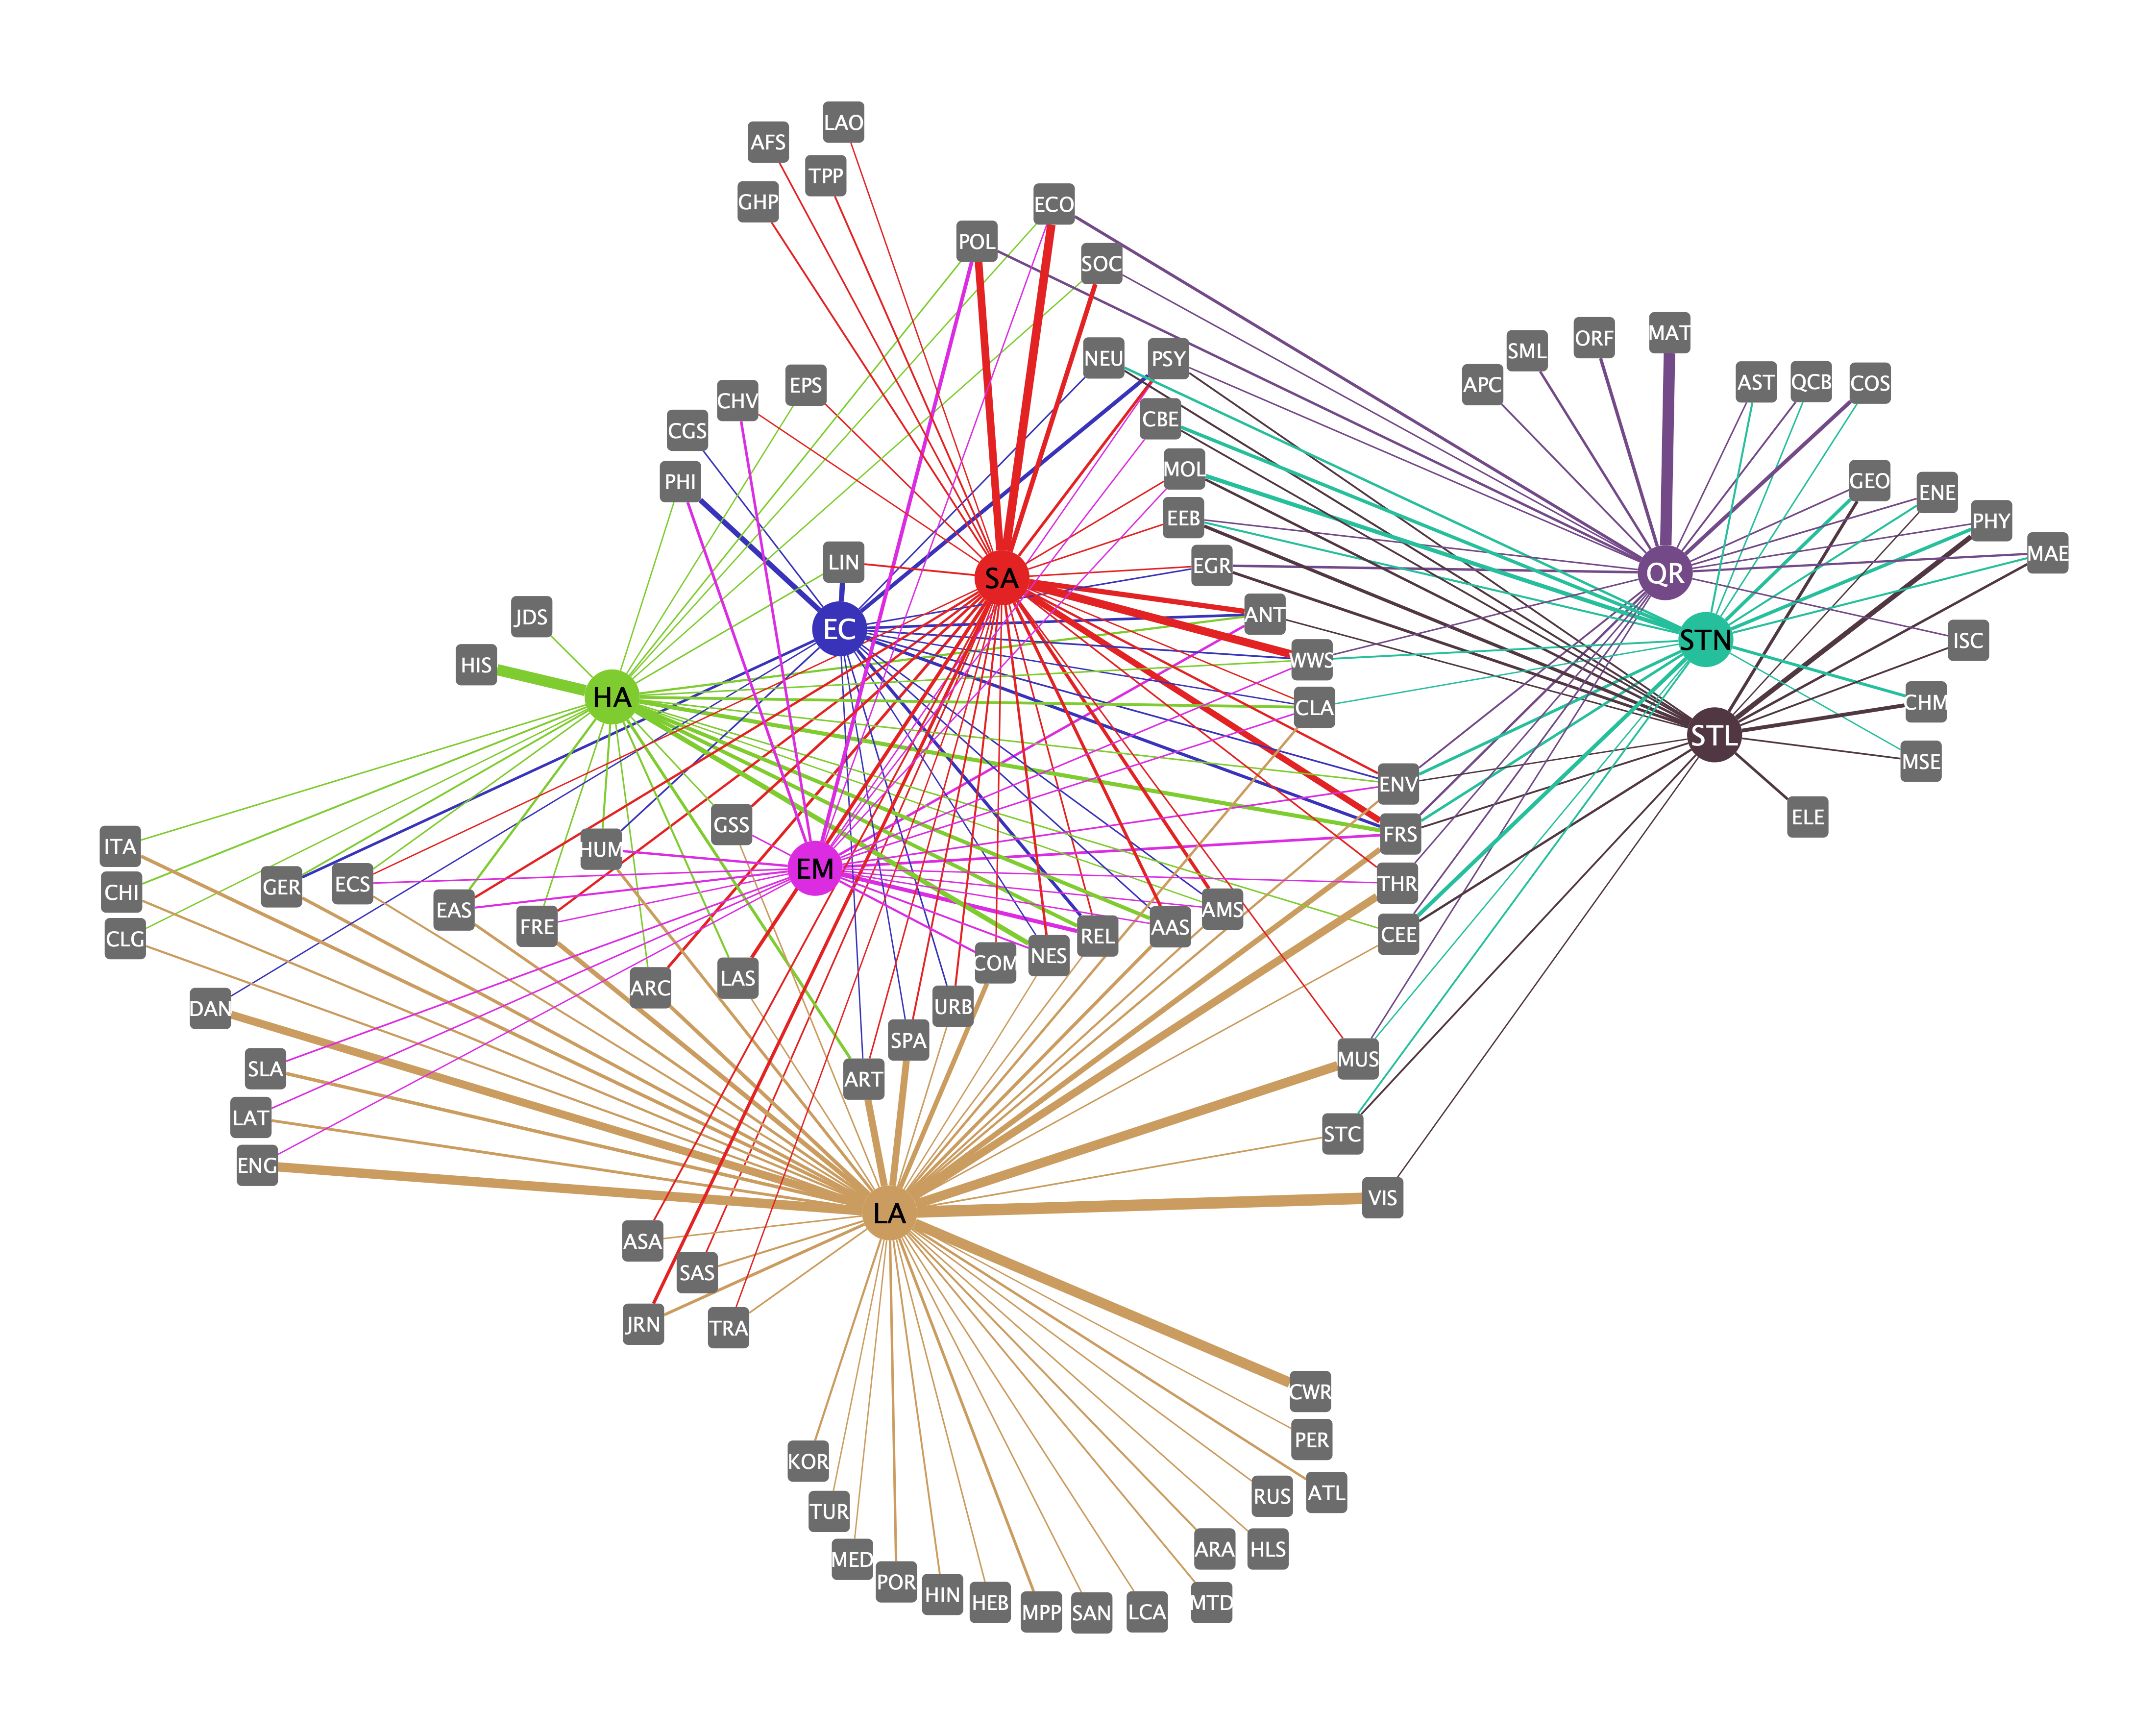 LAO
AFS
TPP
GHP
ECO
POL
SOC
MAT
ORF
SML
NEU
PSY
APC
AST
QCB
COS
EPS
CHV
CBE
CGS
MOL
PHI
GEO
ENE
EEB
PHY
MAE
LIN
EGR
QR
SA
ANT
JDS
EC
STN
ISC
WWS
HIS
HA
CLA
CHM
STL
MSE
ENV
ELE
GSS
FRS
ITA
HUM
EM
THR
ECS
GER
CHI
EAS
AMS
FRE
AAS
CEE
REL
CLG
NES
COM
LAS
ARC
URB
DAN
SPA
MUS
SLA
ART
LAT
STC
ENG
VIS
LA
ASA
SAS
JRN
TRA
CWR
PER
KOR
ATL
RUS
TUR
ARA
HLS
MED
POR
HIN
HEB
MTD
MPP
SAN
LCA